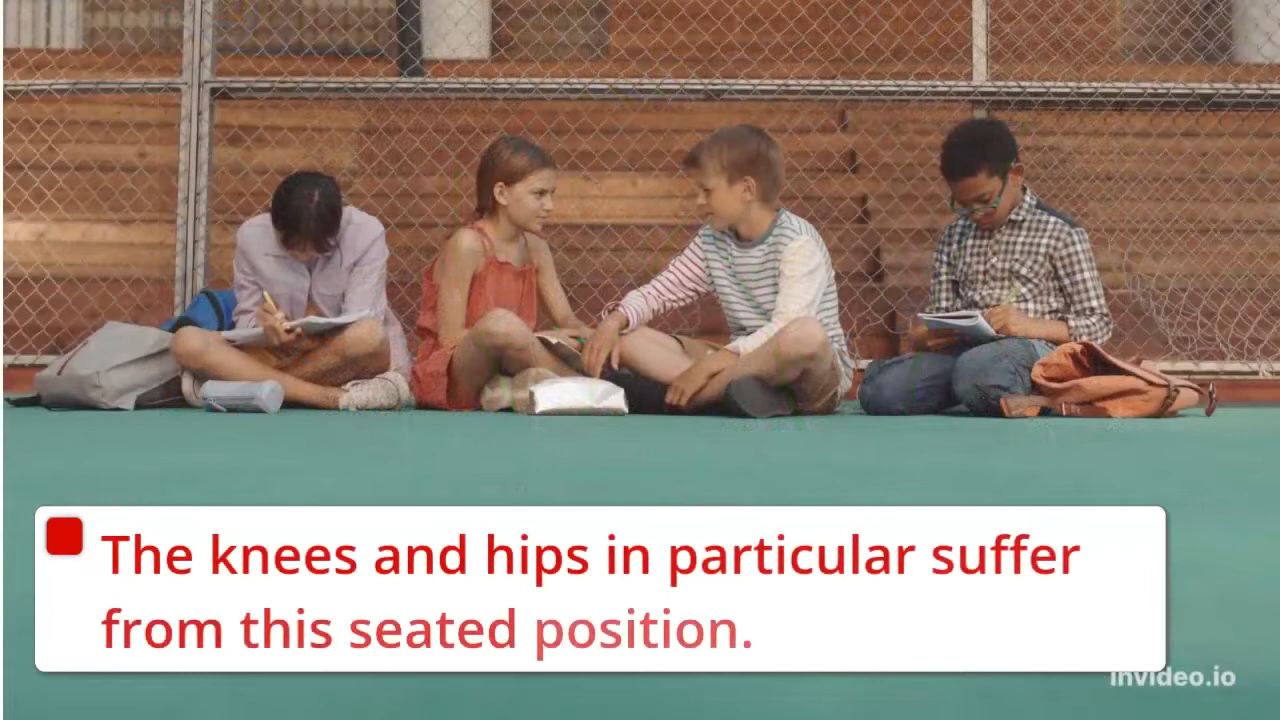 The knees and hips in particular suffer
from this seated position.
invideo.io